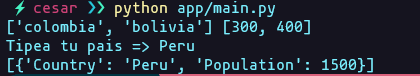 ⚡ cesar ❯❯ python app/main.py
['colombia', 'bolivia'] [300, 400]
Tipea tu pais => Peru
[{'Country': 'Peru', 'Population': 1500}]